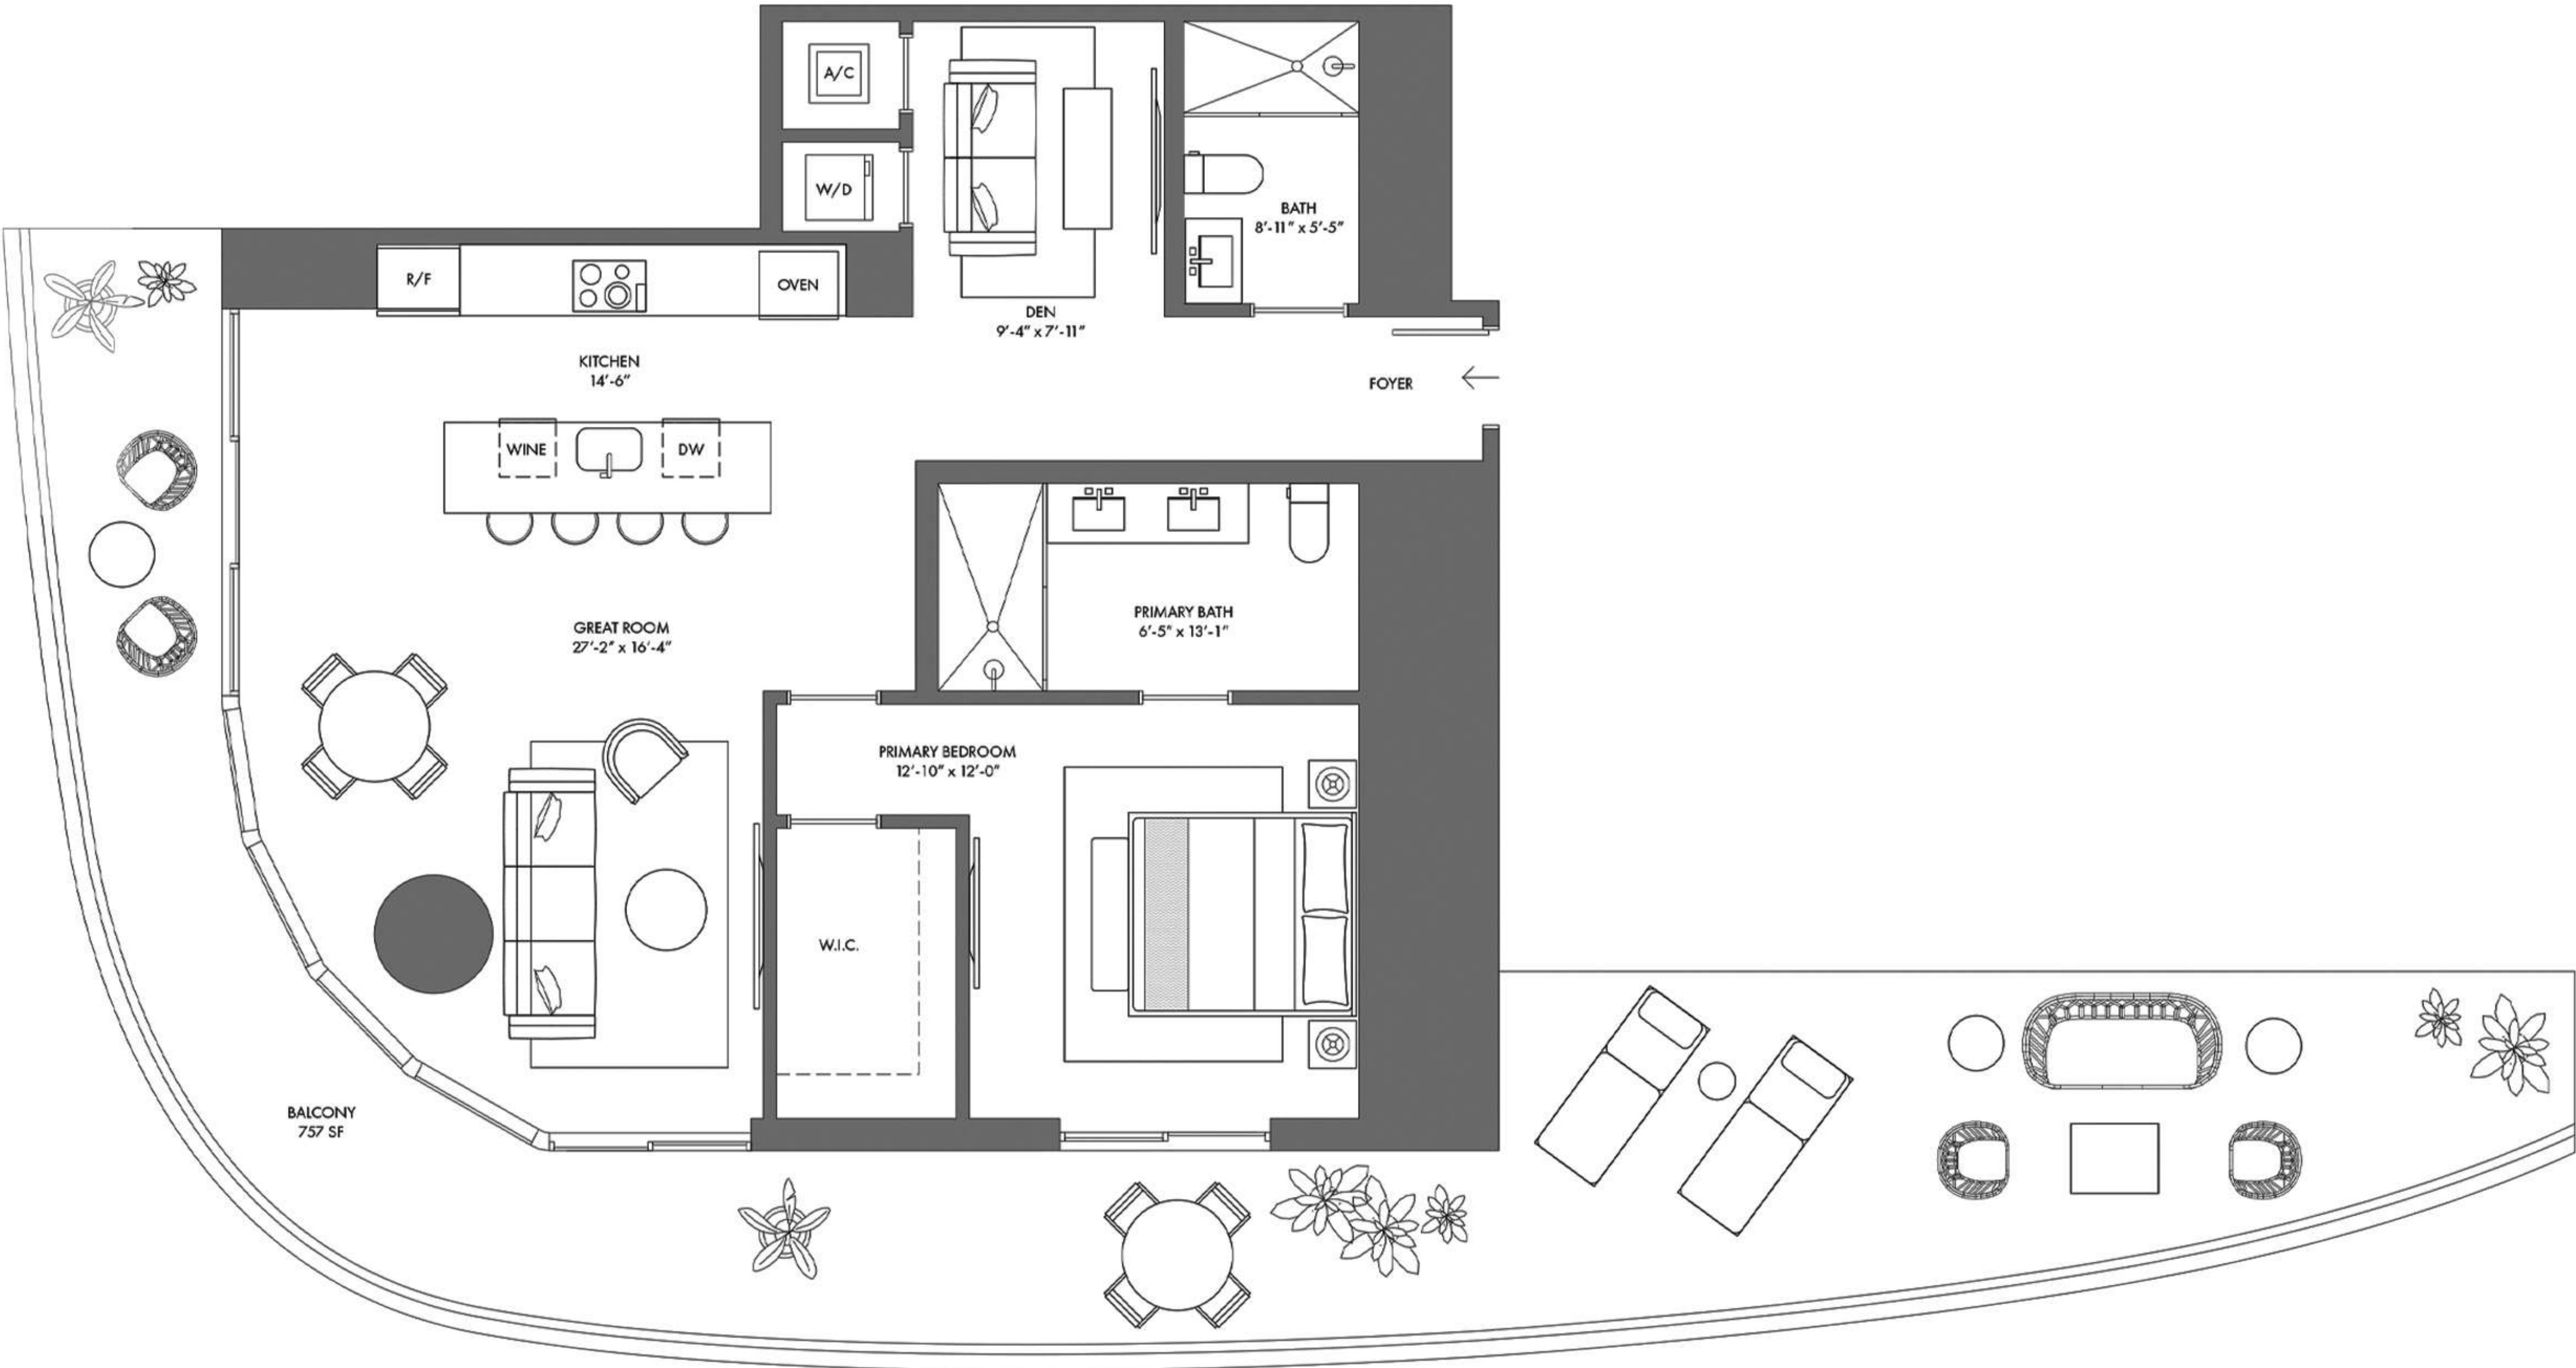 A/C
W/D
BATH
8'-11" x 5'-5"
R/F
OVEN
DEN
9'-4" x 7'-11"
KITCHEN
14'-6"
FOYER
WINE
DW
GREAT ROOM
27'-2" x 16'-4"
PRIMARY BATH
6'-5" x 13'-1"
PRIMARY BEDROOM
12'-10" x 12'-0"
W.I.C.
BALCONY
757 SF